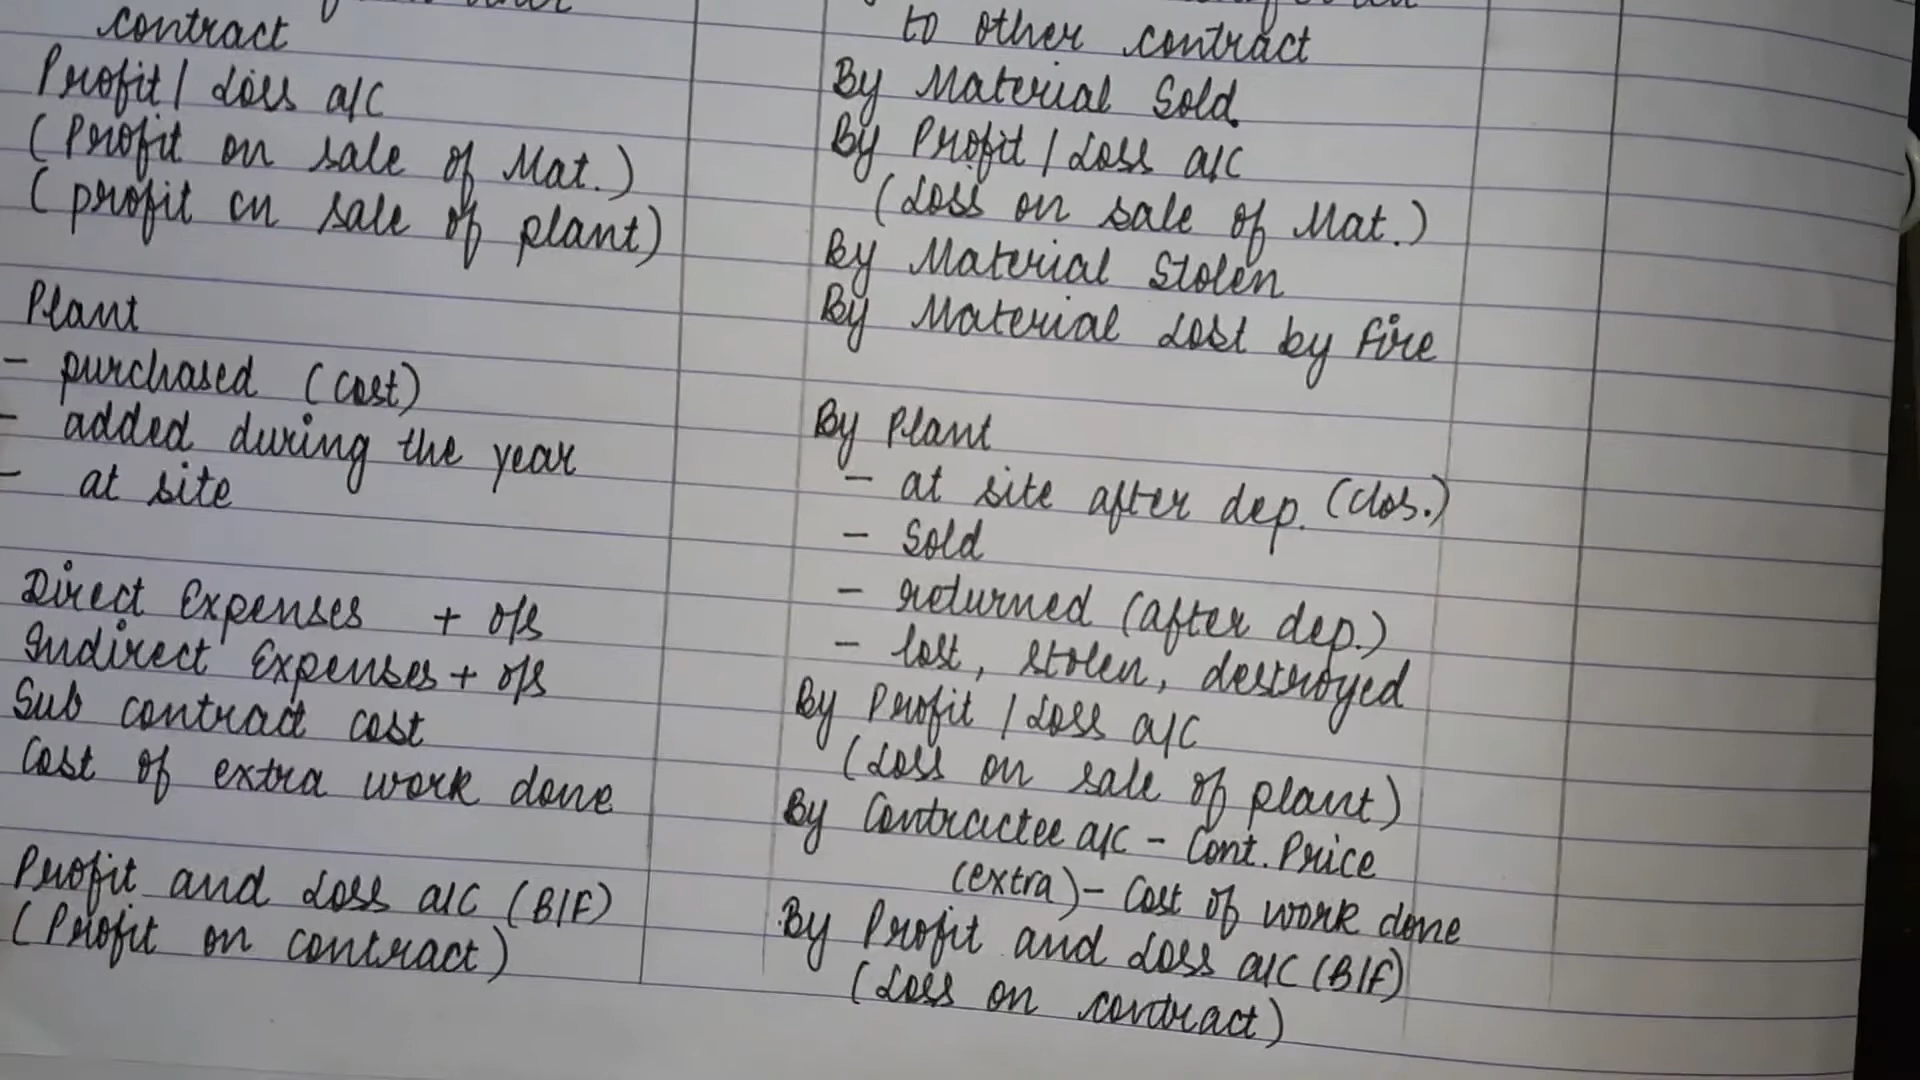 contract
Profit / Loss a/c
(Profit on sale of Mat.)
(profit on sale of plant)
Plant
- purchased (cost)
- added during the year
- at site
Direct Expenses + o/s
Indirect Expenses + o/s
Sub contract cost
Cost of extra work done
Profit and Loss a/c (B/F)
(Profit on contract)
to other contract
By Material Sold
By Profit / Loss a/c
(Loss on sale of Mat.)
By Material Stolen
By Material Lost by fire
By Plant
- at site after dep. (clos.)
- Sold
- returned (after dep.)
- lost, stolen, destroyed
By Profit / Loss a/c
(Loss on sale of plant)
By Contractee a/c - Cont. Price
(extra) - Cost of work done
By Profit and Loss a/c (B/F)
(Loss on contract)